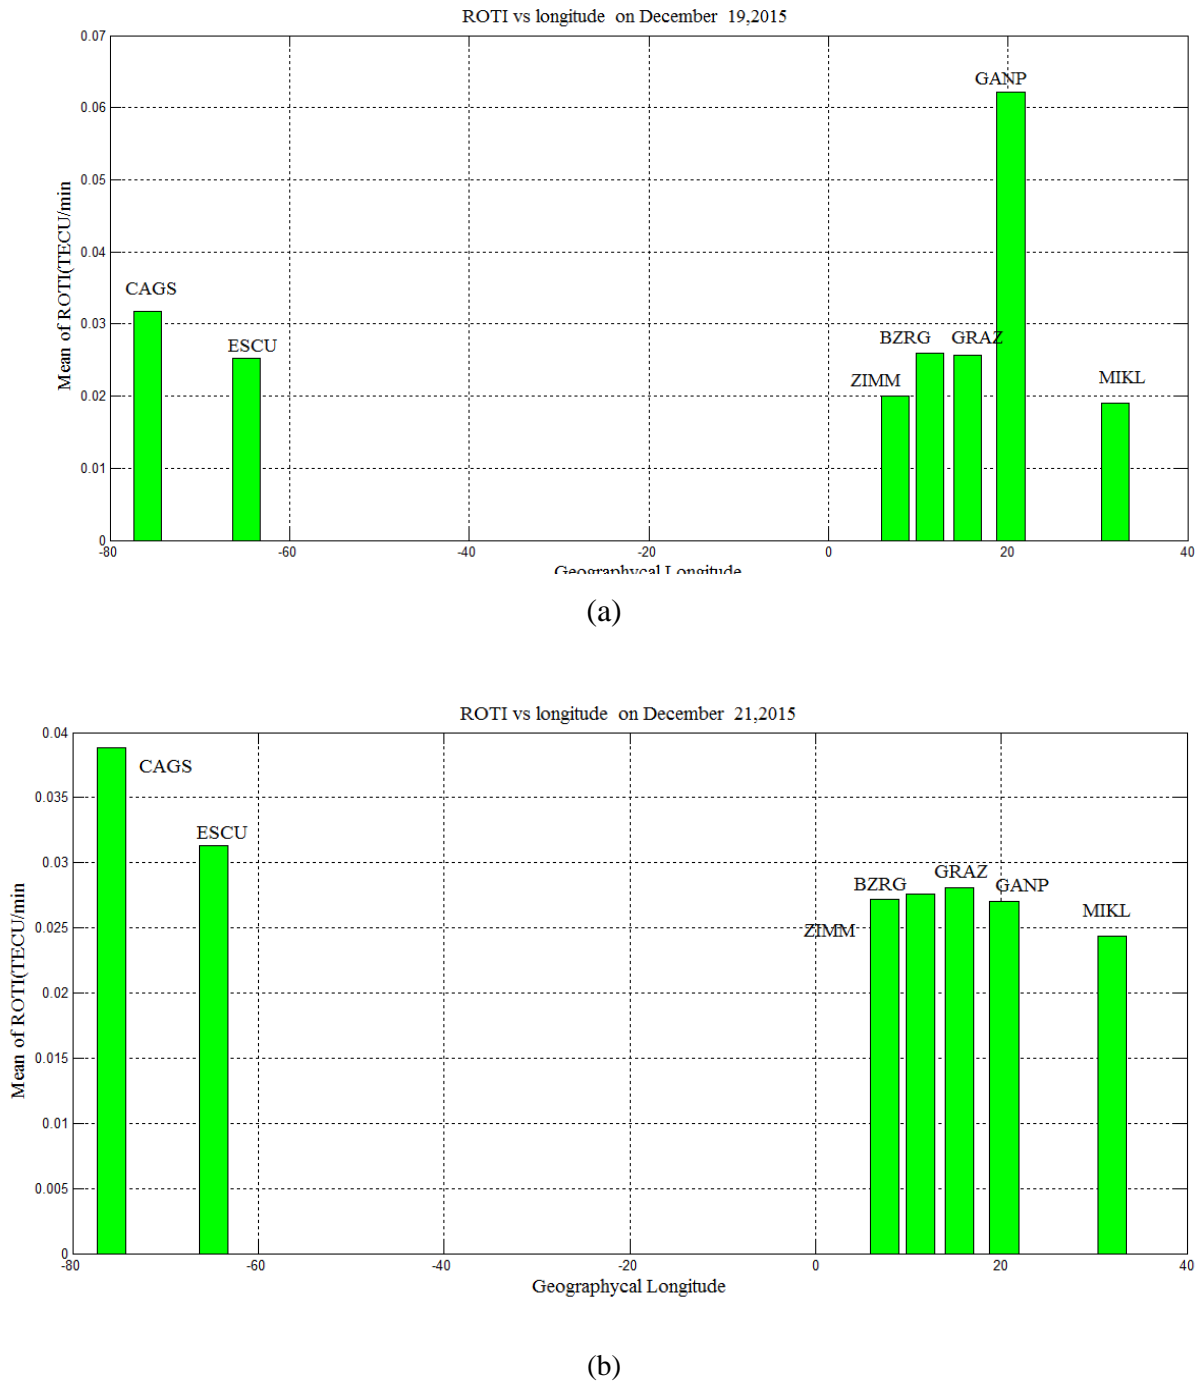 ROTI vs longitude on December 19,2015
Mean of ROTI(TECU/min
0.07
0.06
0.05
0.04
0.03
0.02
0.01
0
GANP
CAGS
ESCU
BZRG
GRAZ
ZIMM
MIKL
-80
-60
-40
-20
0
20
40
Geographycal Longitude
(a)
ROTI vs longitude on December 21,2015
Mean of ROTI(TECU/min
0.04
0.035
0.03
0.025
0.02
0.015
0.01
0.005
0
CAGS
ESCU
GRAZ
BZRG
GANP
MIKL
ZIMM
-80
-60
-40
-20
0
20
40
Geographycal Longitude
(b)